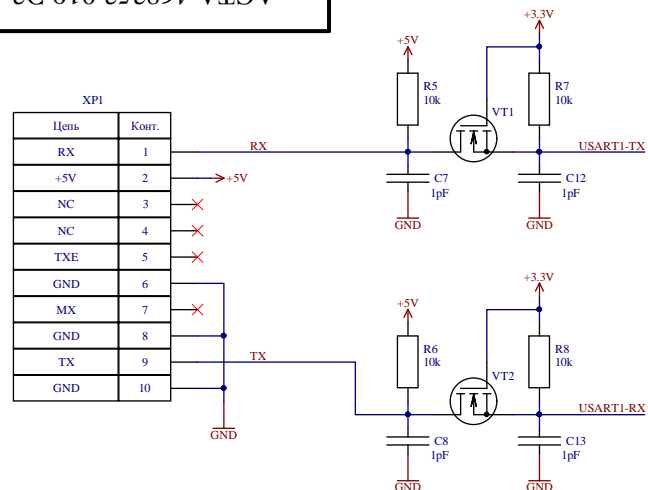 +3.3V
+5V
R5
10k
R7
10k
VT1
XP1
Цепь Конт.
RX 1
+5V 2
NC 3
NC 4
TXE 5
GND 6
MX 7
GND 8
TX 9
GND 10
RX
+5V
TX
GND
USART1-TX
C7
1pF
C12
1pF
GND
GND
+3.3V
+5V
R6
10k
R8
10k
VT2
USART1-RX
C8
1pF
C13
1pF
GND
GND